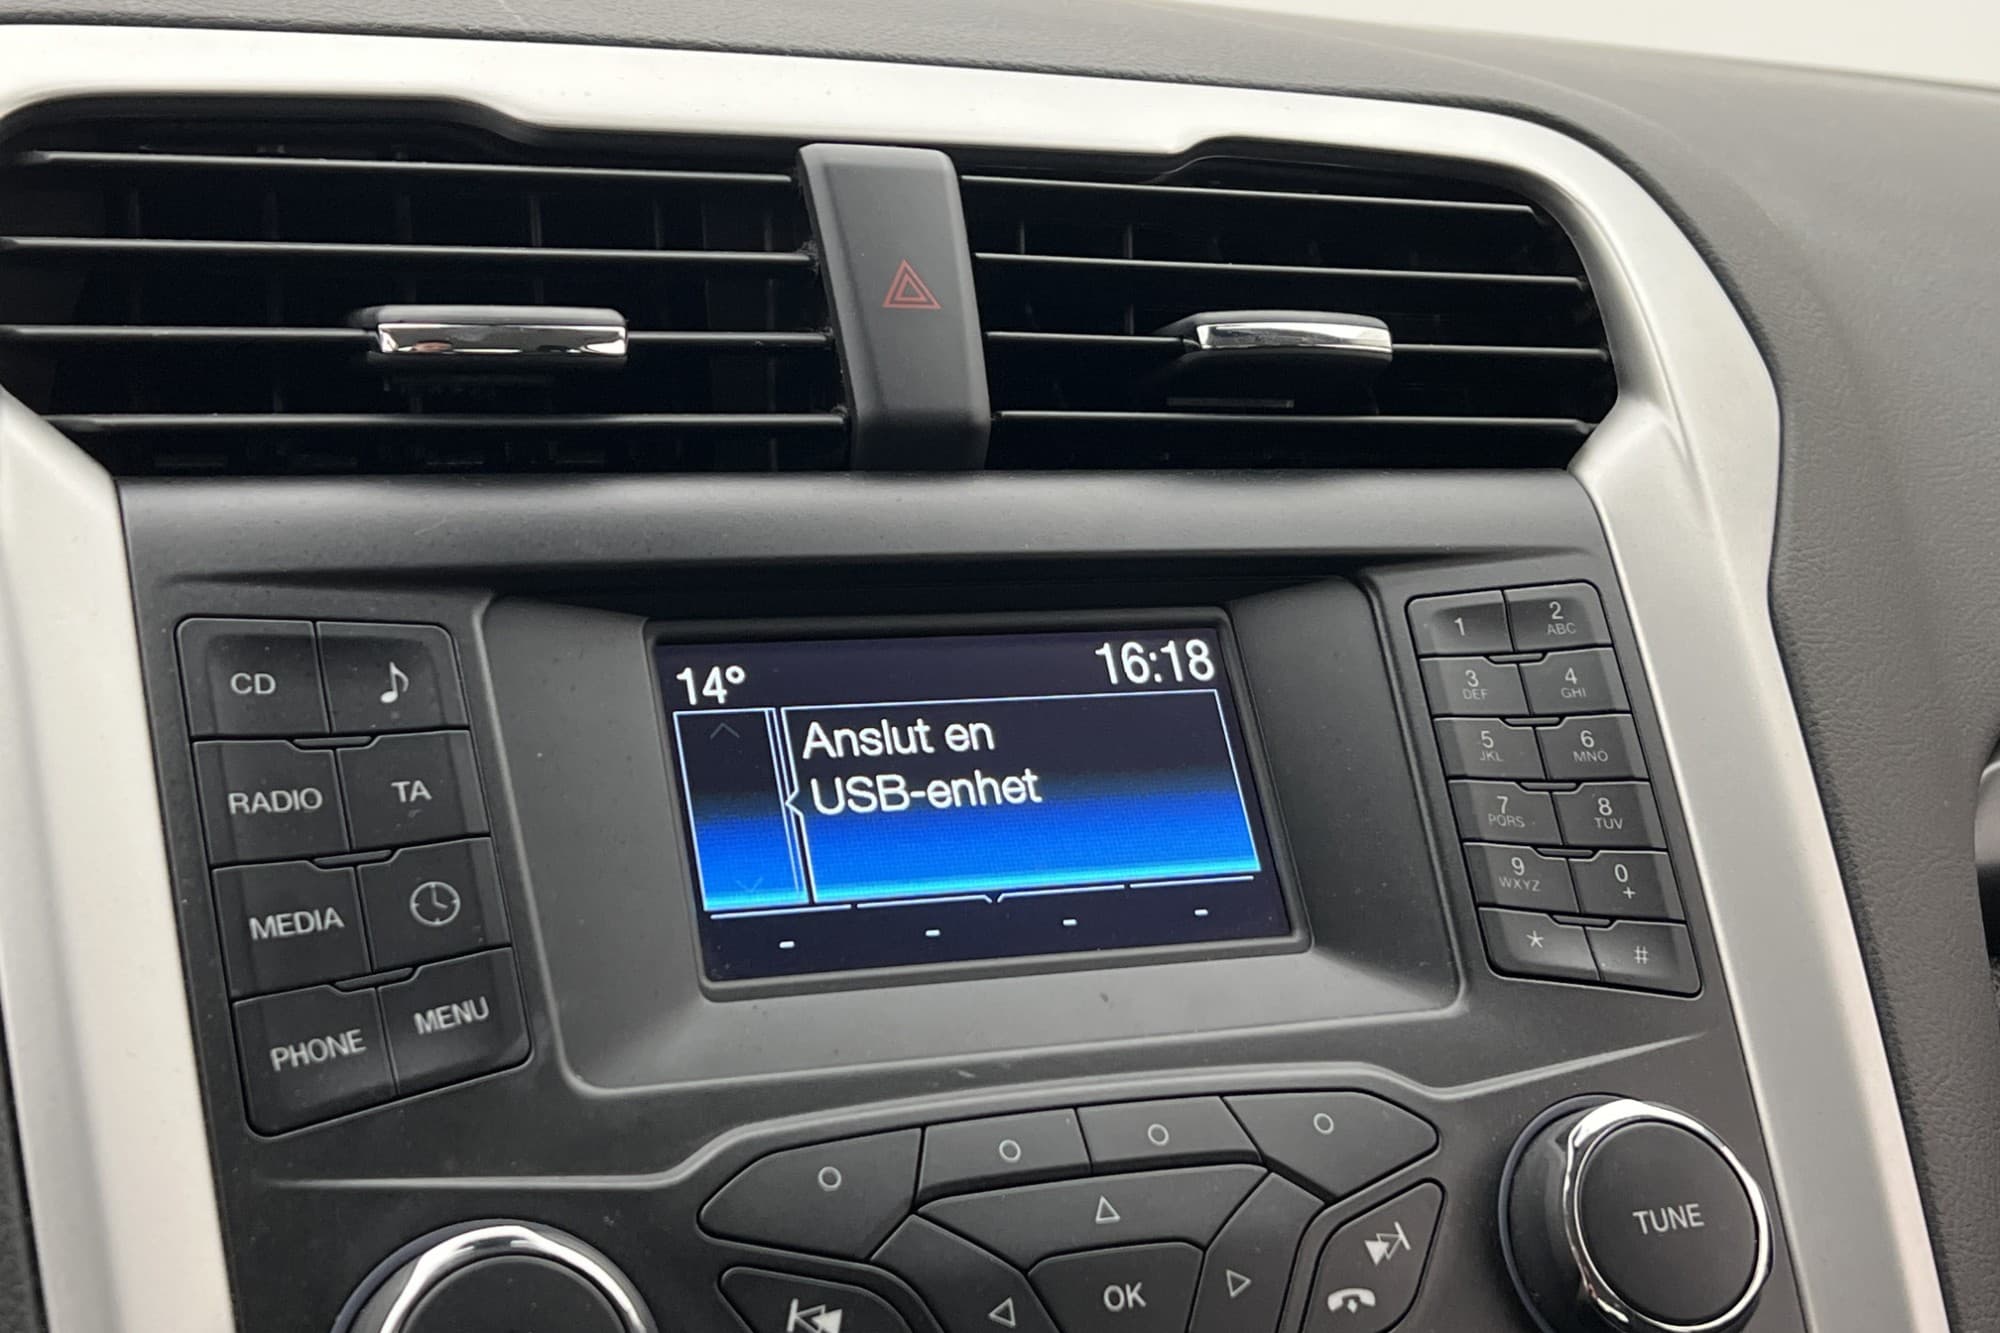 14° 16:18
Anslut en
USB-enhet
CD
RADIO TA
MEDIA
PHONE MENU
1 2 ABC
3 DEF 4 GHI
5 JKL 6 MNO
7 PQRS 8 TUV
9 WXYZ 0 +
* #
OK
TUNE